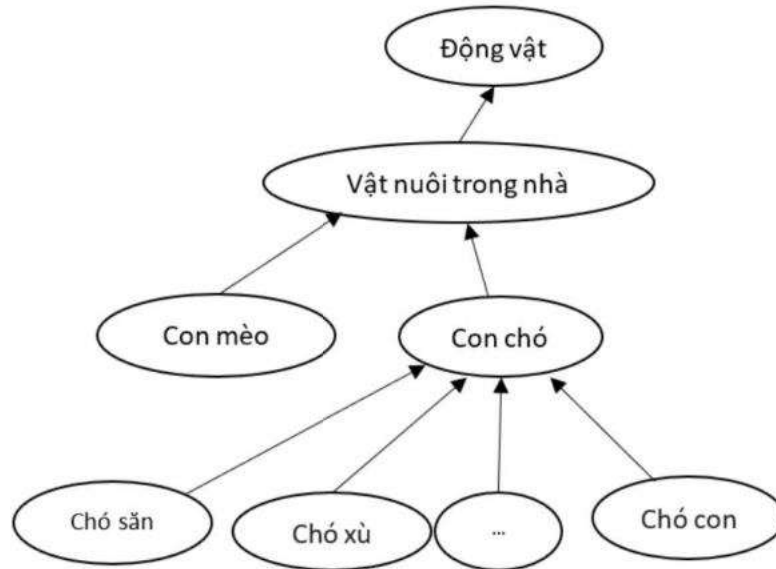 Động vật
Vật nuôi trong nhà
Con mèo
Con chó
Chó săn
Chó xù
...
Chó con